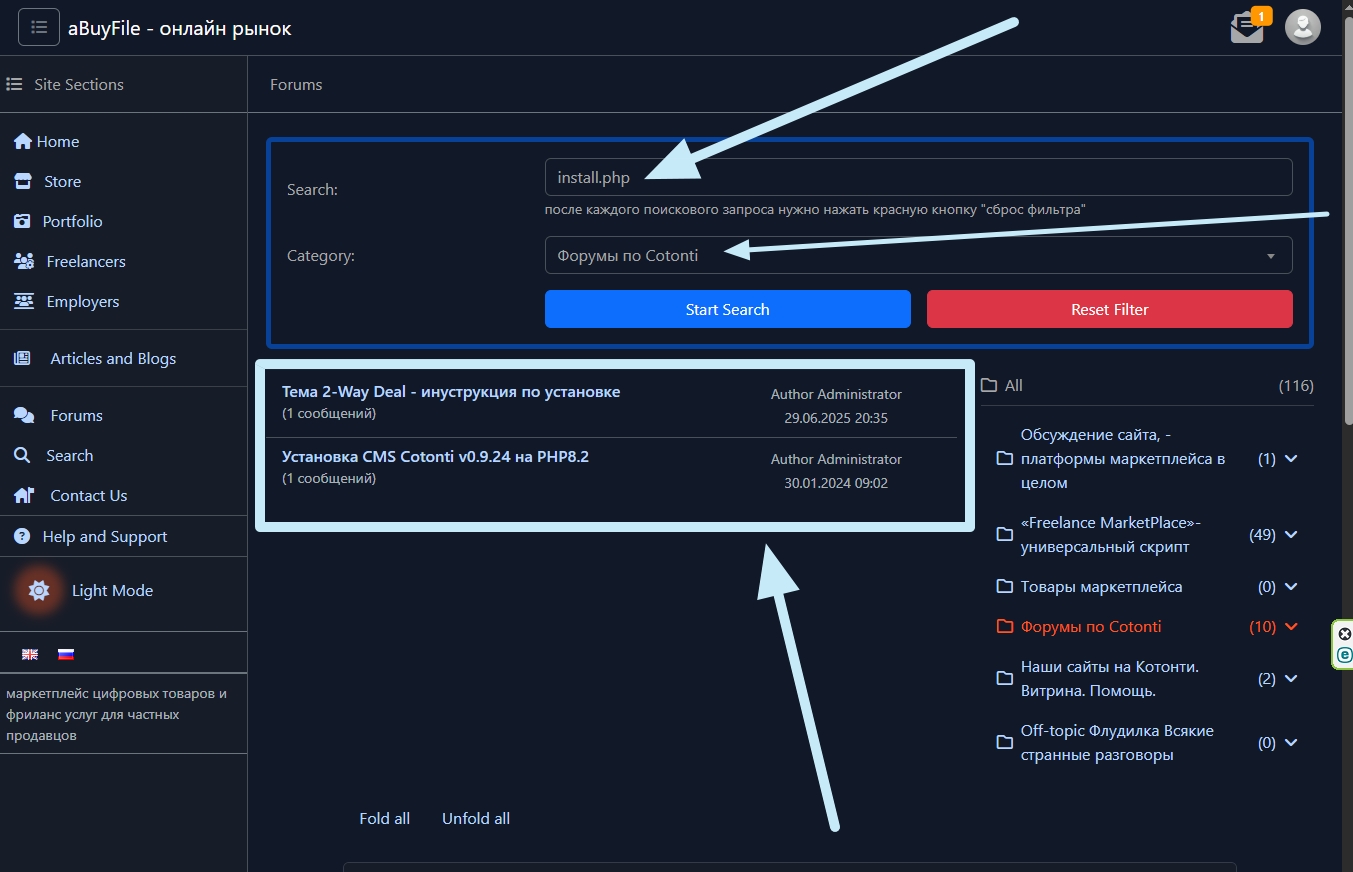 aBuyFile - онлайн рынок
1
Site Sections
Forums
Home
Store
Portfolio
Freelancers
Employers
Articles and Blogs
Forums
Search
Contact Us
Help and Support
Light Mode
маркетплейс цифровых товаров и
фриланс услуг для частных
продавцов
Search:
install.php
после каждого поискового запроса нужно нажать красную кнопку "сброс фильтра"
Category:
Форумы по Cotonti
Start Search
Reset Filter
Тема 2-Way Deal - инуструкция по установке
(1 сообщений)
Author Administrator
29.06.2025 20:35
Установка CMS Cotonti v0.9.24 на PHP8.2
(1 сообщений)
Author Administrator
30.01.2024 09:02
All (116)
Обсуждение сайта, -
платформы маркетплейса в (1)
целом
«Freelance MarketPlace»-
универсальный скрипт (49)
Товары маркетплейса (0)
Форумы по Cotonti (10)
Наши сайты на Котонти. (2)
Витрина. Помощь.
Off-topic Флудилка Всякие (0)
странные разговоры
Fold all
Unfold all